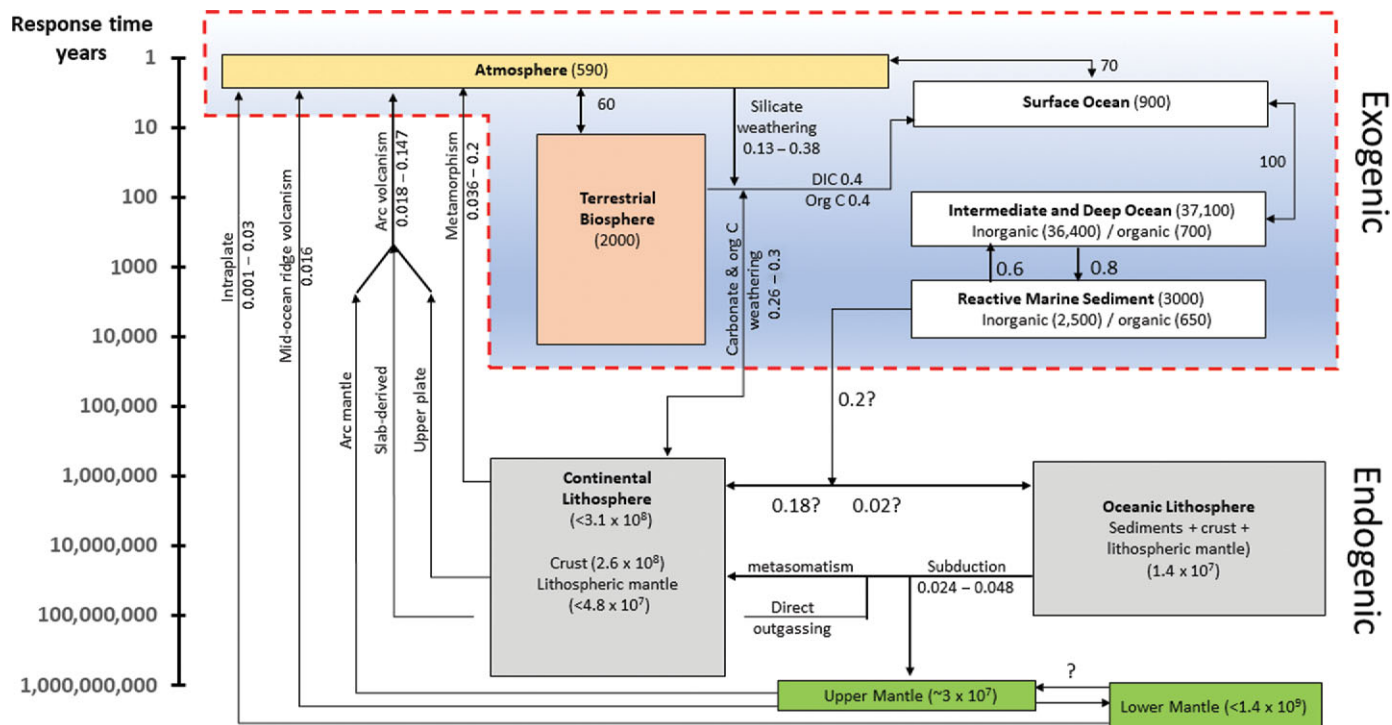 Response time
years
1
10
100
1000
10,000
100,000
1,000,000
10,000,000
100,000,000
1,000,000,000
Exogenic
Endogenic
Atmosphere (590)
70
Surface Ocean (900)
60
Silicate
weathering
0.13 – 0.38
100
Terrestrial
Biosphere
(2000)
DIC 0.4
Org C 0.4
Intermediate and Deep Ocean (37,100)
Inorganic (36,400) / organic (700)
0.6
0.8
Reactive Marine Sediment (3000)
Inorganic (2,500) / organic (650)
Carbonate & org C
weathering
0.26 – 0.3
Intraplate
0.001 – 0.03
Mid-ocean ridge volcanism
0.016
Arc volcanism
0.018 – 0.147
Metamorphism
0.036 – 0.2
Arc mantle
Slab-derived
Upper plate
0.2?
Continental
Lithosphere
(<3.1 x 10⁸)
Crust (2.6 x 10⁸)
Lithospheric mantle
(<4.8 x 10⁷)
0.18?
0.02?
Oceanic Lithosphere
Sediments + crust +
lithospheric mantle)
(1.4 x 10⁷)
metasomatism
Subduction
0.024 – 0.048
Direct
outgassing
?
Upper Mantle (~3 x 10⁷)
Lower Mantle (<1.4 x 10⁹)